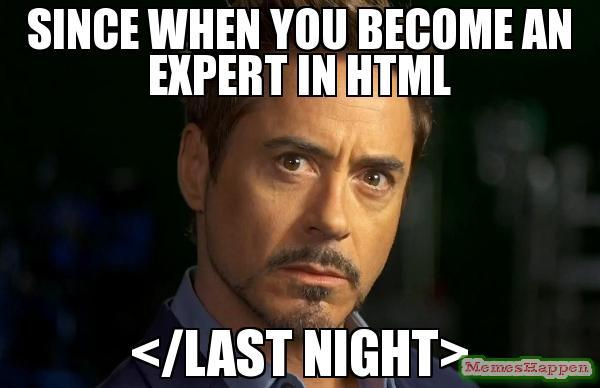 SINCE WHEN YOU BECOME AN
EXPERT IN HTML
</LAST NIGHT>
MemesHappen